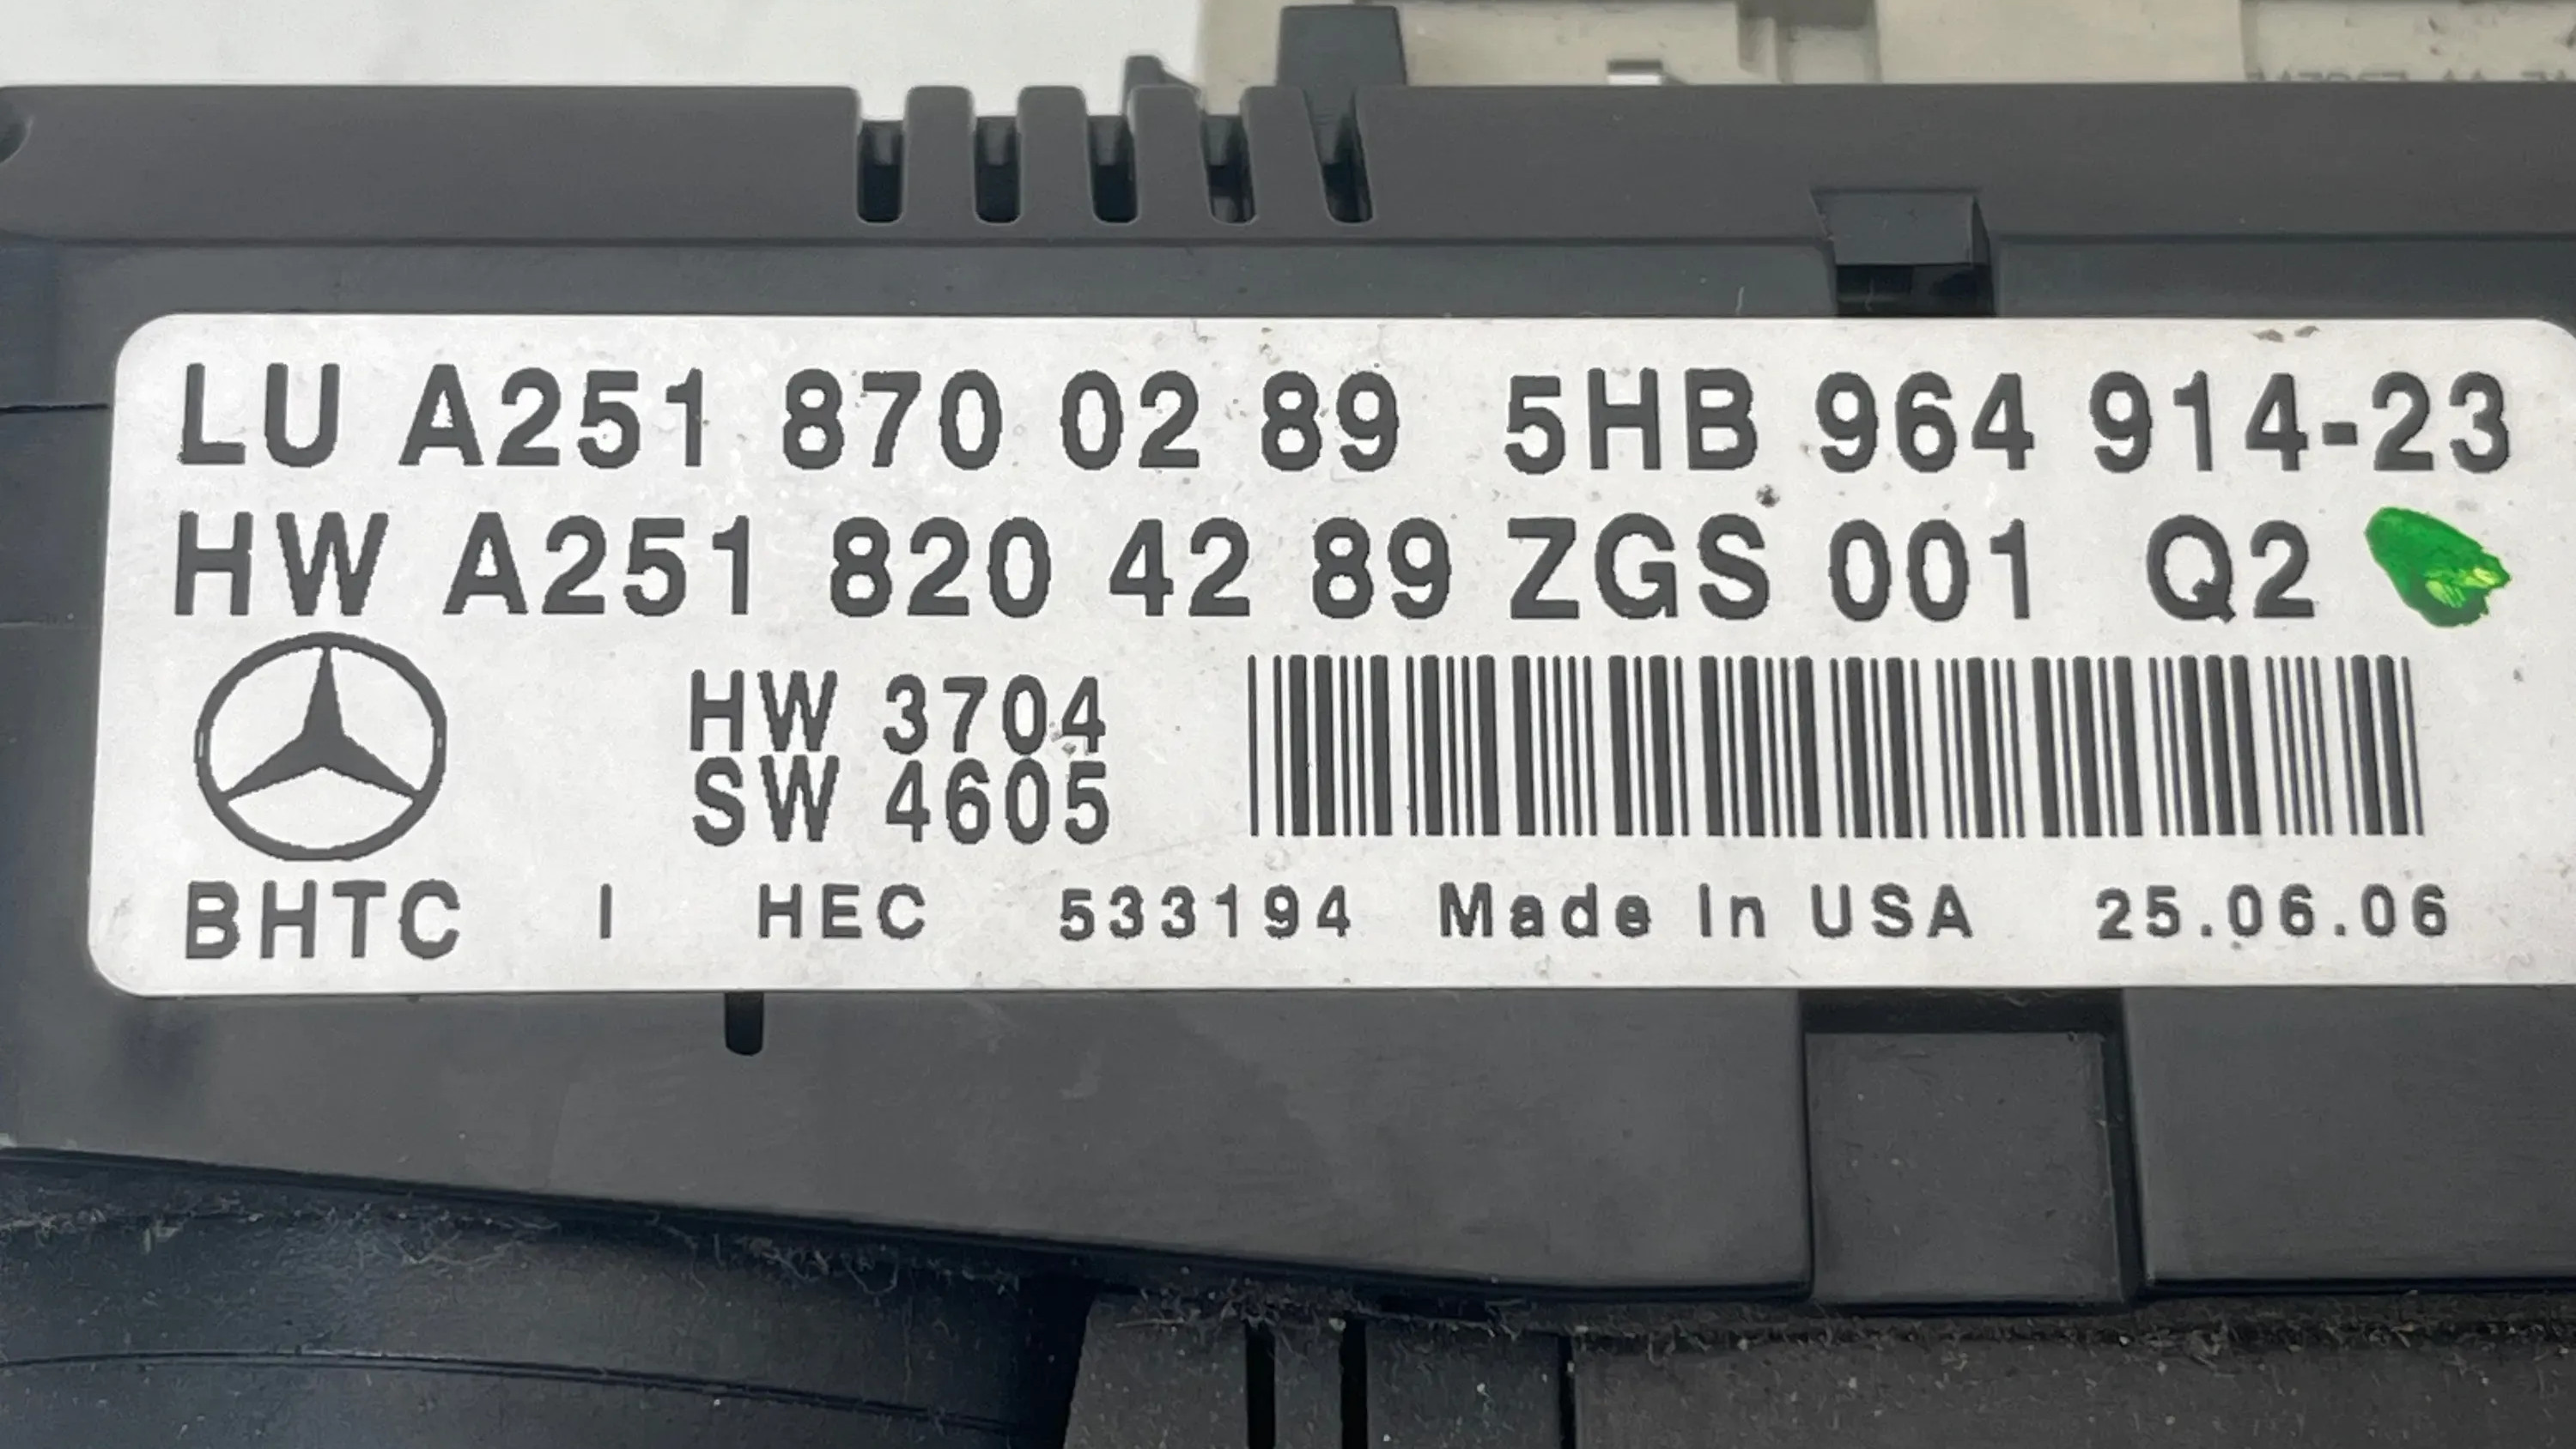 LU A251 870 02 89 5HB 964 914-23
HW A251 820 42 89 ZGS 001 Q2
HW 3704
SW 4605
BHTC I HEC 533194 Made In USA 25.06.06